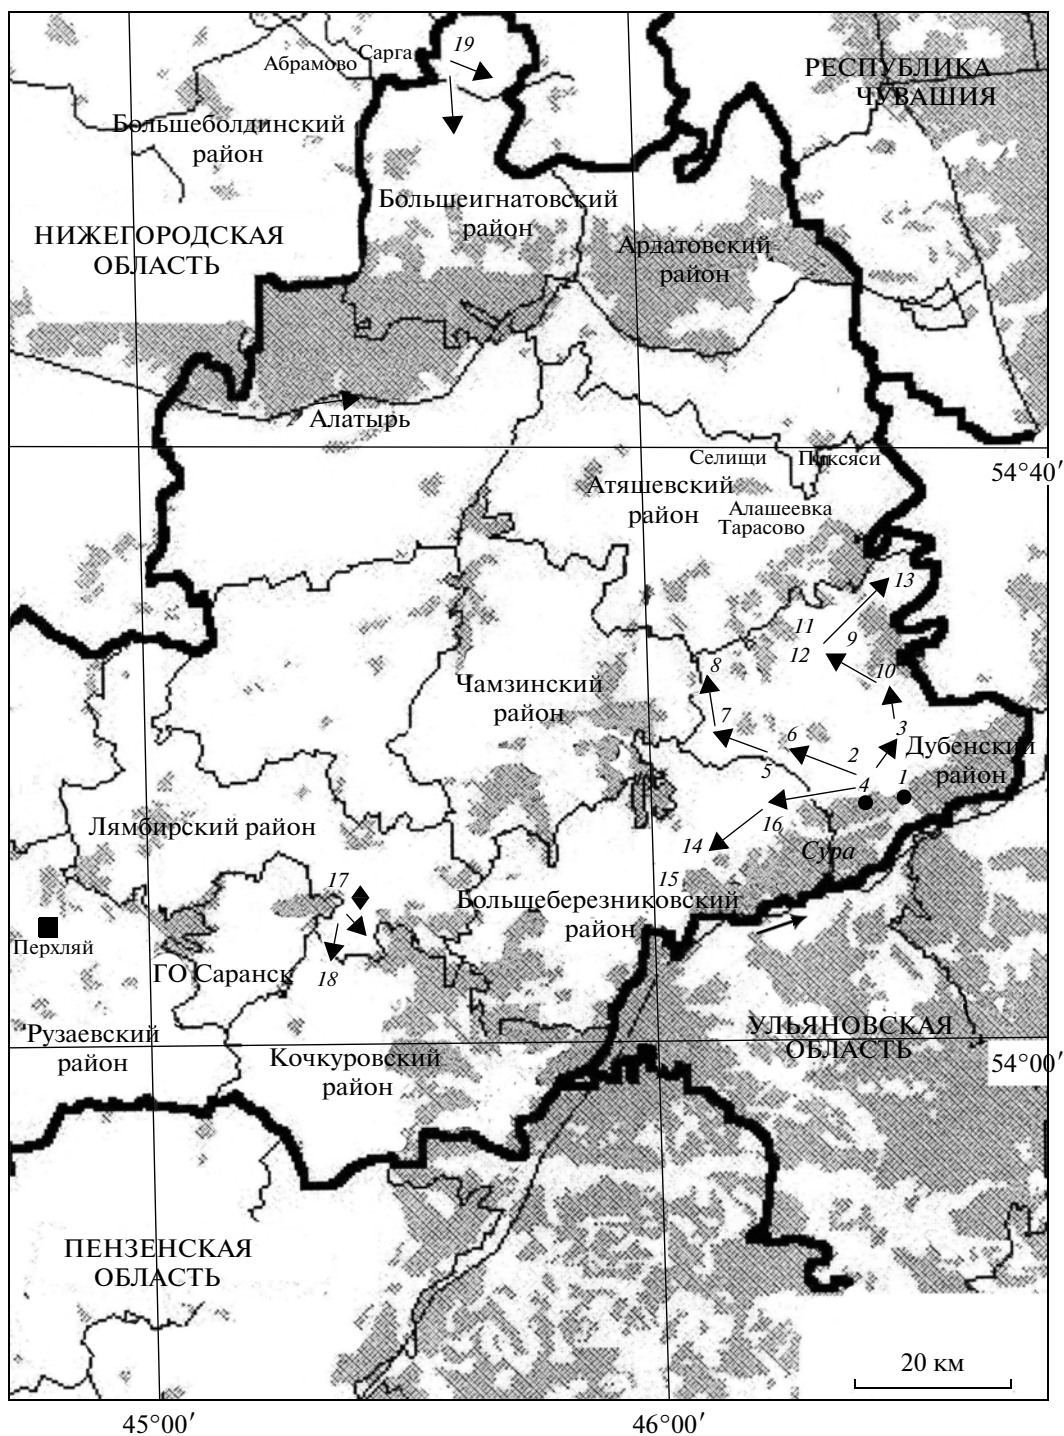 19
Сарга
Абрамово
РЕСПУБЛИКА
ЧУВАШИЯ
Большеболдинский
район
Большеигнатовский
район
НИЖЕГОРОДСКАЯ
ОБЛАСТЬ
Ардатовский
район
Алатырь
Селищи
Пиксяси
54°40′
Атяшевский
район
Алашеевка
Тарасово
13
11
9
12
8
10
Чамзинский
район
7
6
3
2
Дубенский
район
5
4
1
16
Лямбирский район
14
Сура
17
15
Большеберезниковский
район
Перхляй
ГО Саранск
18
Рузаевский
район
УЛЬЯНОВСКАЯ
ОБЛАСТЬ
Кочкуровский
район
54°00′
ПЕНЗЕНСКАЯ
ОБЛАСТЬ
20 км
45°00′
46°00′